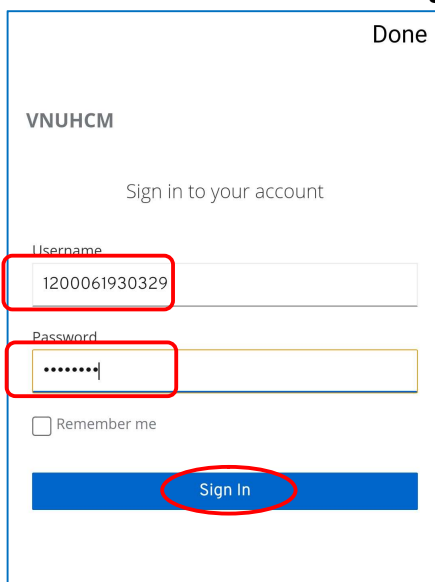 Done
VNUHCM
Sign in to your account
Username
1200061930329
Password
••••••••
Remember me
Sign In